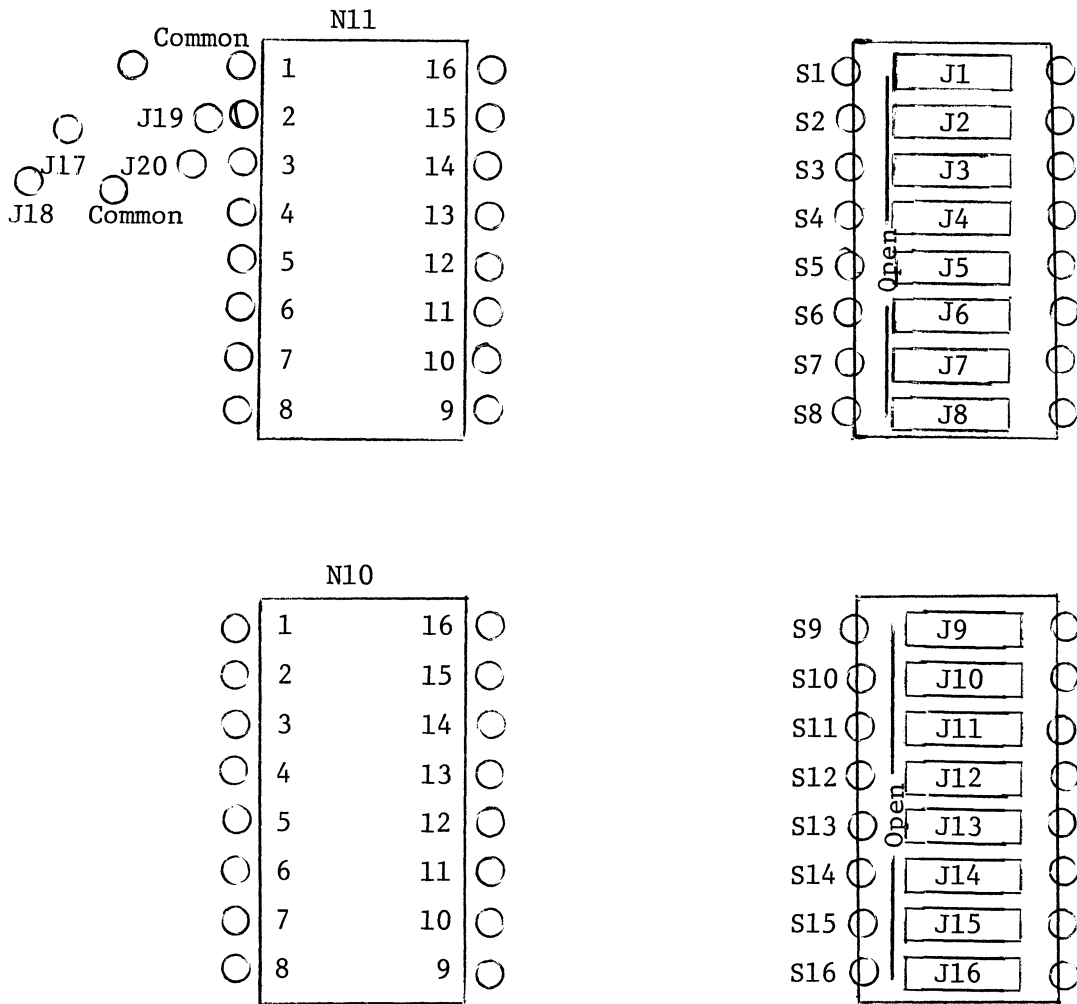 N11
Common
1 16
J19 2 15
J17 J20 3 14
J18 Common 4 13
5 12
6 11
7 10
8 9
S1 J1
S2 J2
S3 J3
S4 J4
Open
S5 J5
S6 J6
S7 J7
S8 J8
N10
1 16
2 15
3 14
4 13
5 12
6 11
7 10
8 9
S9 J9
S10 J10
S11 J11
S12 J12
Open
S13 J13
S14 J14
S15 J15
S16 J16